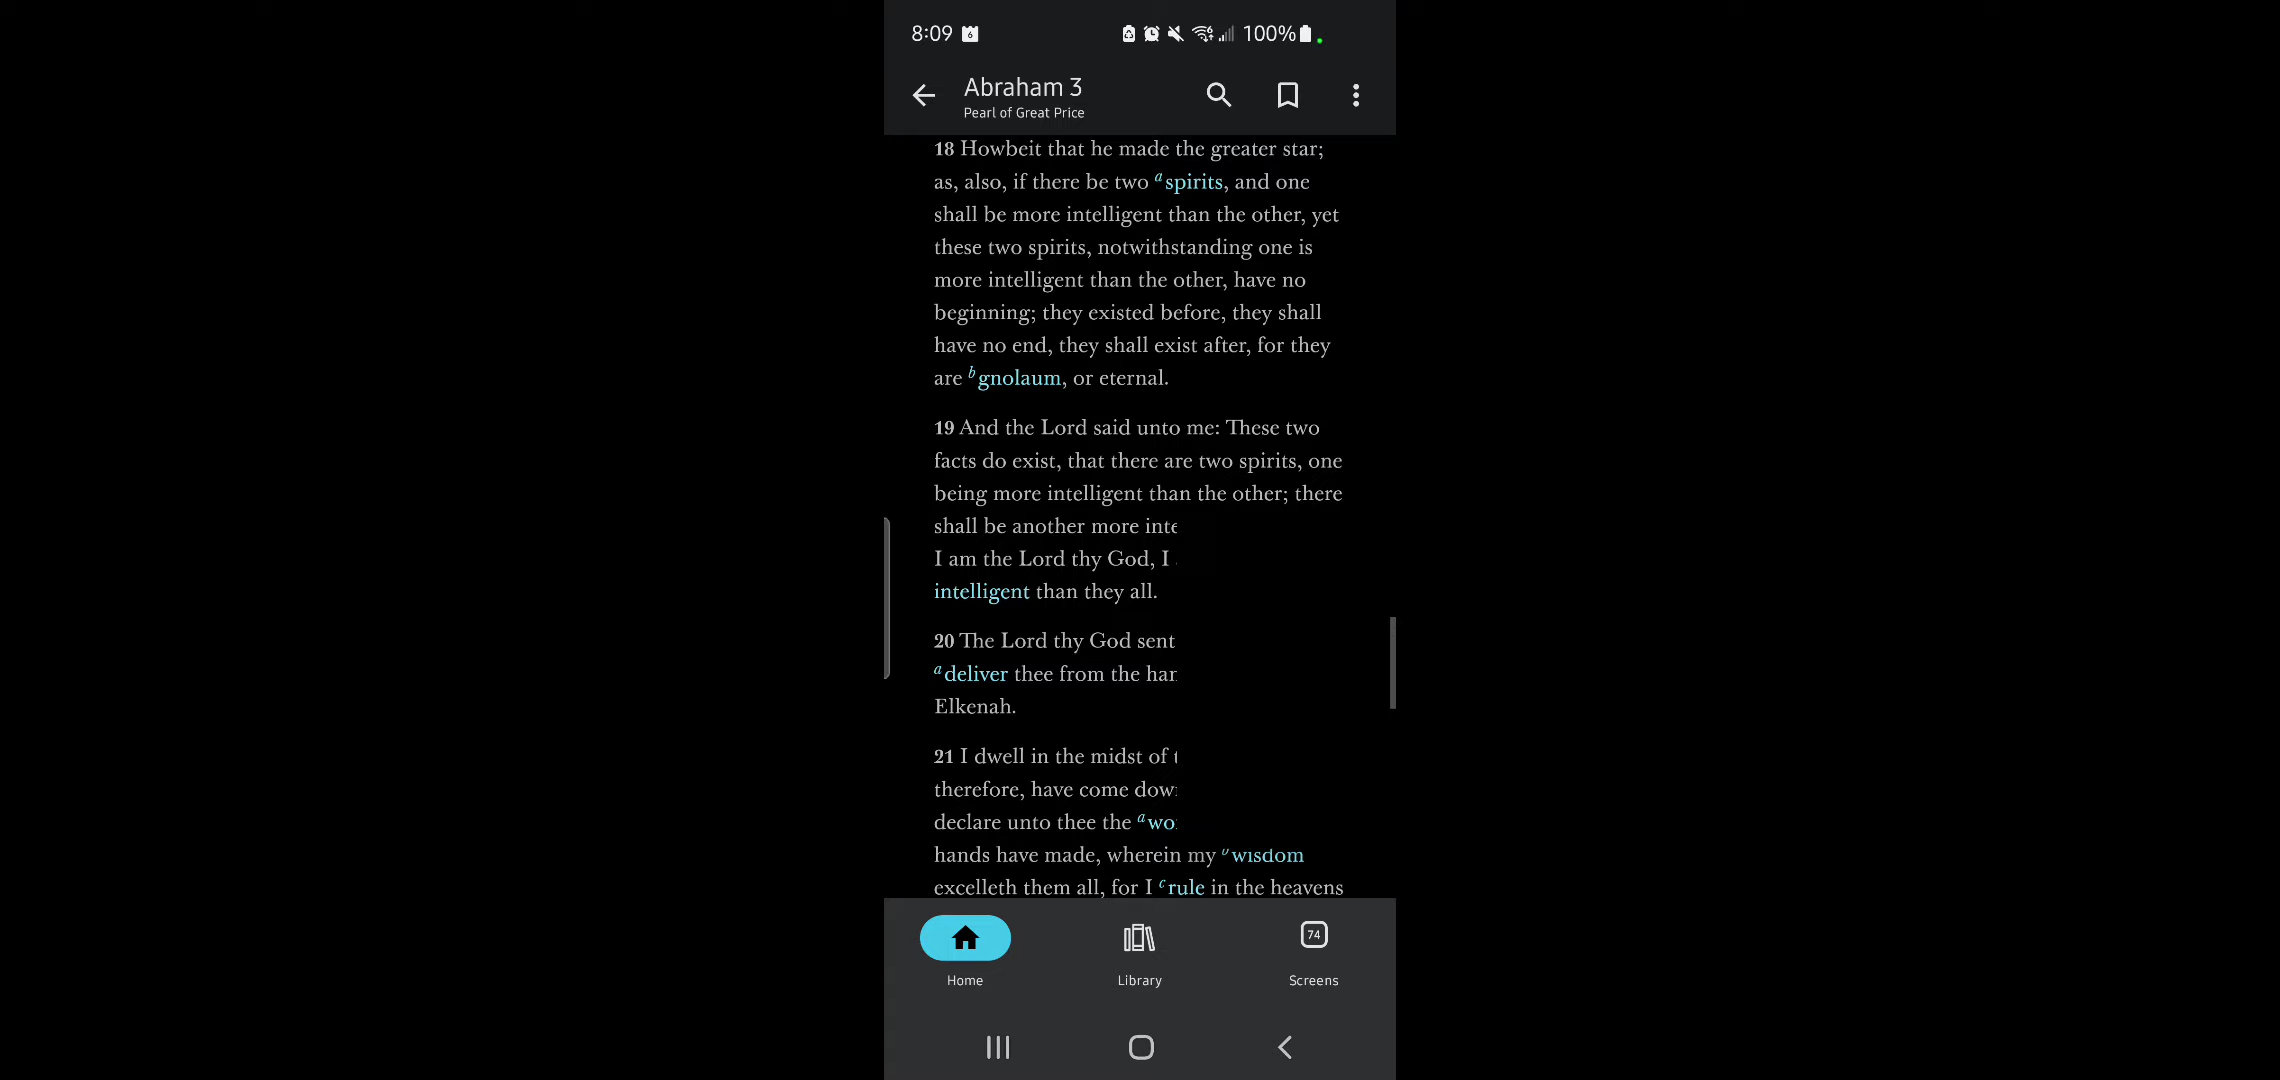 8:09 6 100%
Abraham 3
Pearl of Great Price
18 Howbeit that he made the greater star;
as, also, if there be two a spirits, and one
shall be more intelligent than the other, yet
these two spirits, notwithstanding one is
more intelligent than the other, have no
beginning; they existed before, they shall
have no end, they shall exist after, for they
are b gnolaum, or eternal.
19 And the Lord said unto me: These two
facts do exist, that there are two spirits, one
being more intelligent than the other; there
shall be another more inte
I am the Lord thy God, I
intelligent than they all.
20 The Lord thy God sent
a deliver thee from the
Elkenah.
21 I dwell in the midst of
therefore, have come dow
declare unto thee the a wo
hands have made, wherein my b wisdom
excelleth them all, for I c rule in the heavens
74
Home Library Screens